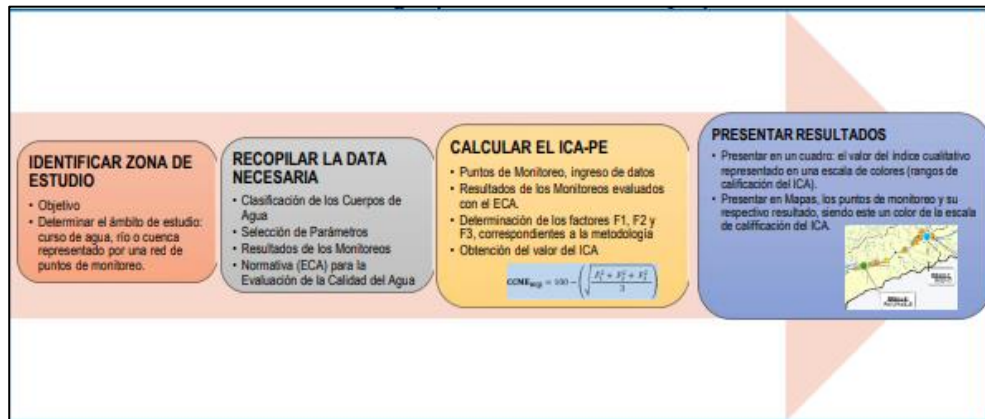 IDENTIFICAR ZONA DE
ESTUDIO
• Objetivo
• Determinar el ámbito de estudio:
curso de agua, río o cuenca
representado por una red de
puntos de monitoreo.
RECOPILAR LA DATA
NECESARIA
• Clasificación de los Cuerpos de
Agua
• Selección de Parámetros
• Resultados de los Monitoreos
• Normativa (ECA) para la
Evaluación de la Calidad del Agua
CALCULAR EL ICA-PE
• Puntos de Monitoreo, ingreso de datos
• Resultados de los Monitoreos evaluados
con el ECA.
• Determinación de los factores F1, F2 y
F3, correspondientes a la metodología
• Obtención del valor del ICA
PRESENTAR RESULTADOS
• Presentar en un cuadro: el valor del índice cualitativo
representado en una escala de colores (rangos de
calificación del ICA).
• Presentar en Mapas, los puntos de monitoreo y su
respectivo resultado, siendo este un color de la escala
de califificación del ICA.